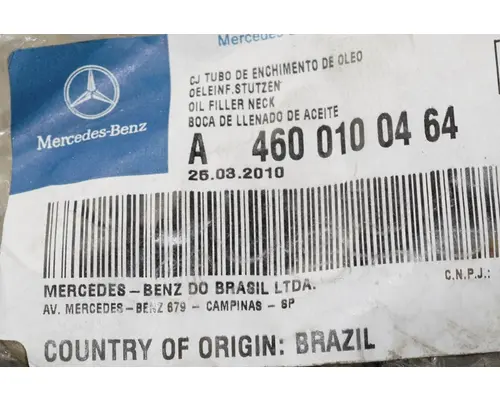 Mercedes-Benz
CJ TUBO DE ENCHIMENTO DE OLEO
OELEINF.STUTZEN
OIL FILLER NECK
BOCA DE LLENADO DE ACEITE
A 460 010 04 64
26.03.2010
MERCEDES-BENZ DO BRASIL LTDA.
C.N.P.J.:
AV. MERCEDES-BENZ 679 - CAMPINAS - SP
COUNTRY OF ORIGIN: BRAZIL